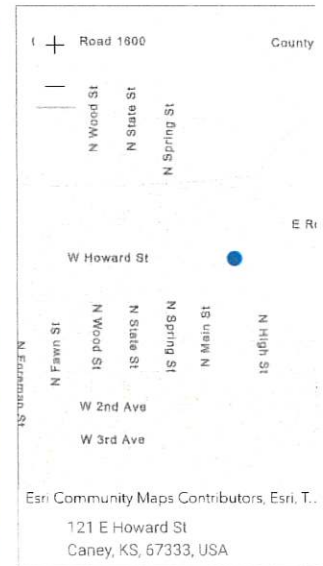 Road 1600
County
N Wood St
N State St
N Spring St
E R
W Howard St
N Foreman St
N Fawn St
N Wood St
N State St
N Spring St
N Main St
N High St
W 2nd Ave
W 3rd Ave
Esri Community Maps Contributors, Esri, T...
121 E Howard St
Caney, KS, 67333, USA